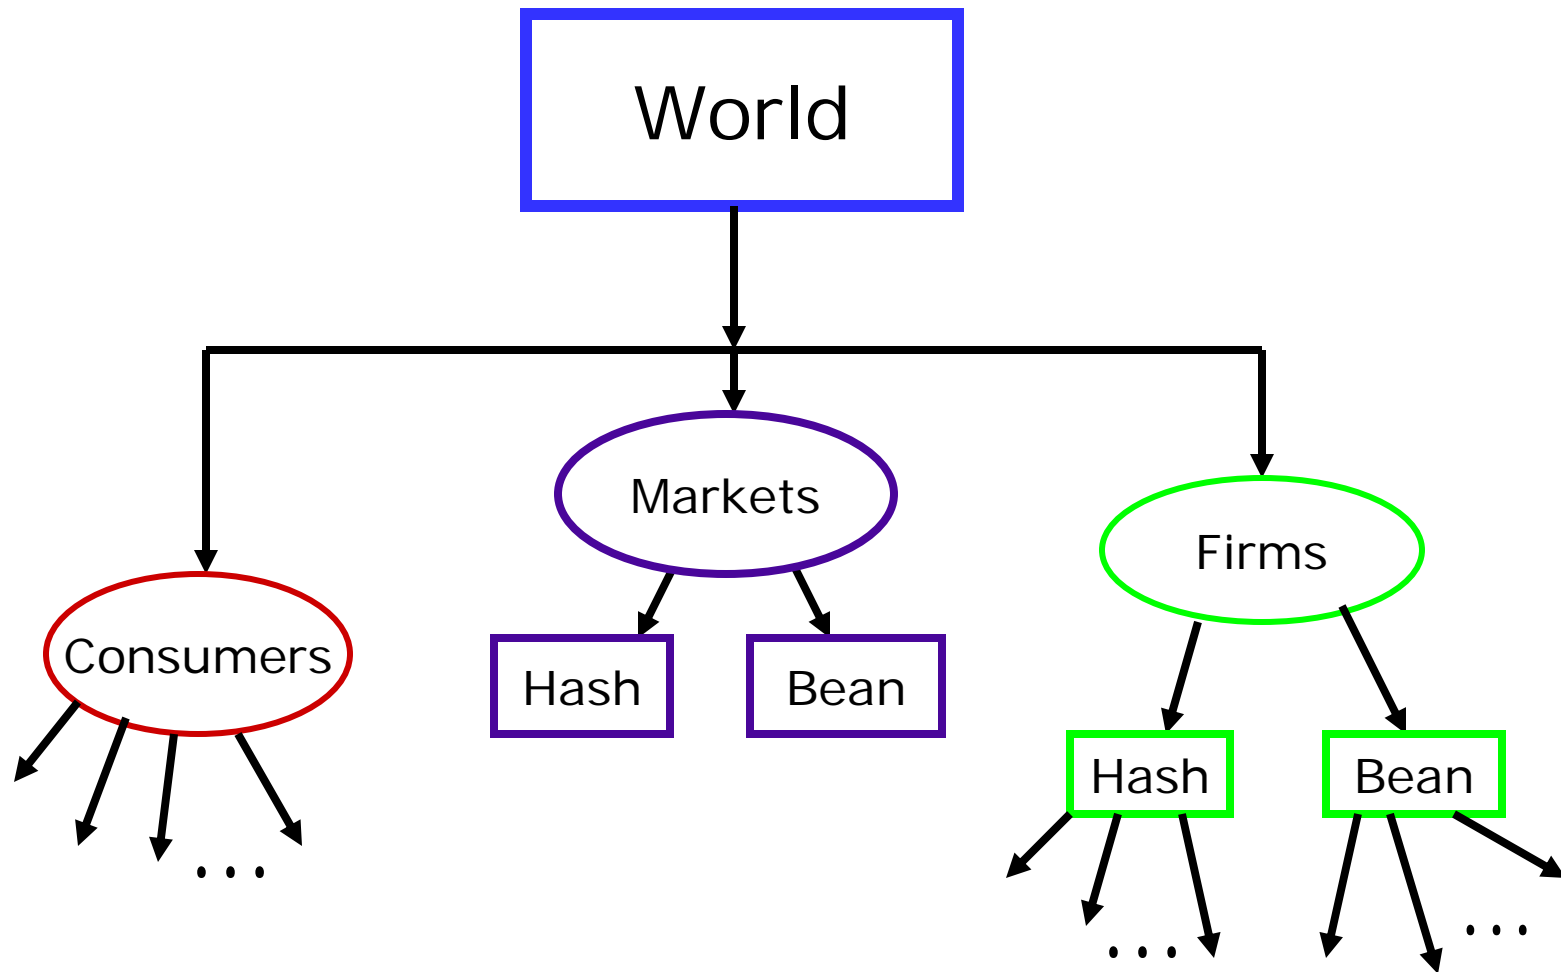 World
Markets
Firms
Consumers
Hash
Bean
Hash
Bean
. . .
. . .
. . .